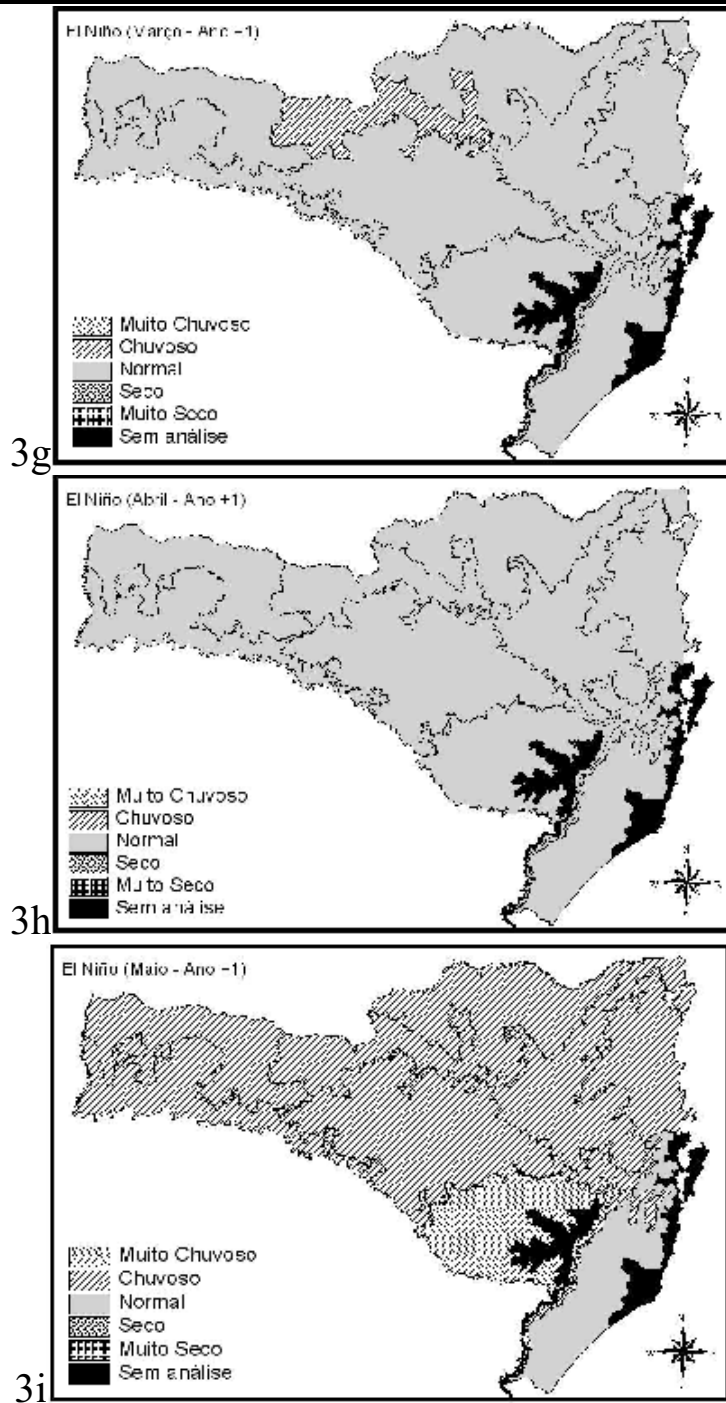 El Niño (Março - Ano +1)
Muito Chuvoso
Chuvoso
Normal
Seco
Muito Seco
Sem análise
3g
El Niño (Abril - Ano +1)
Muito Chuvoso
Chuvoso
Normal
Seco
Muito Seco
Sem análise
3h
El Niño (Maio - Ano +1)
Muito Chuvoso
Chuvoso
Normal
Seco
Muito Seco
Sem análise
3i